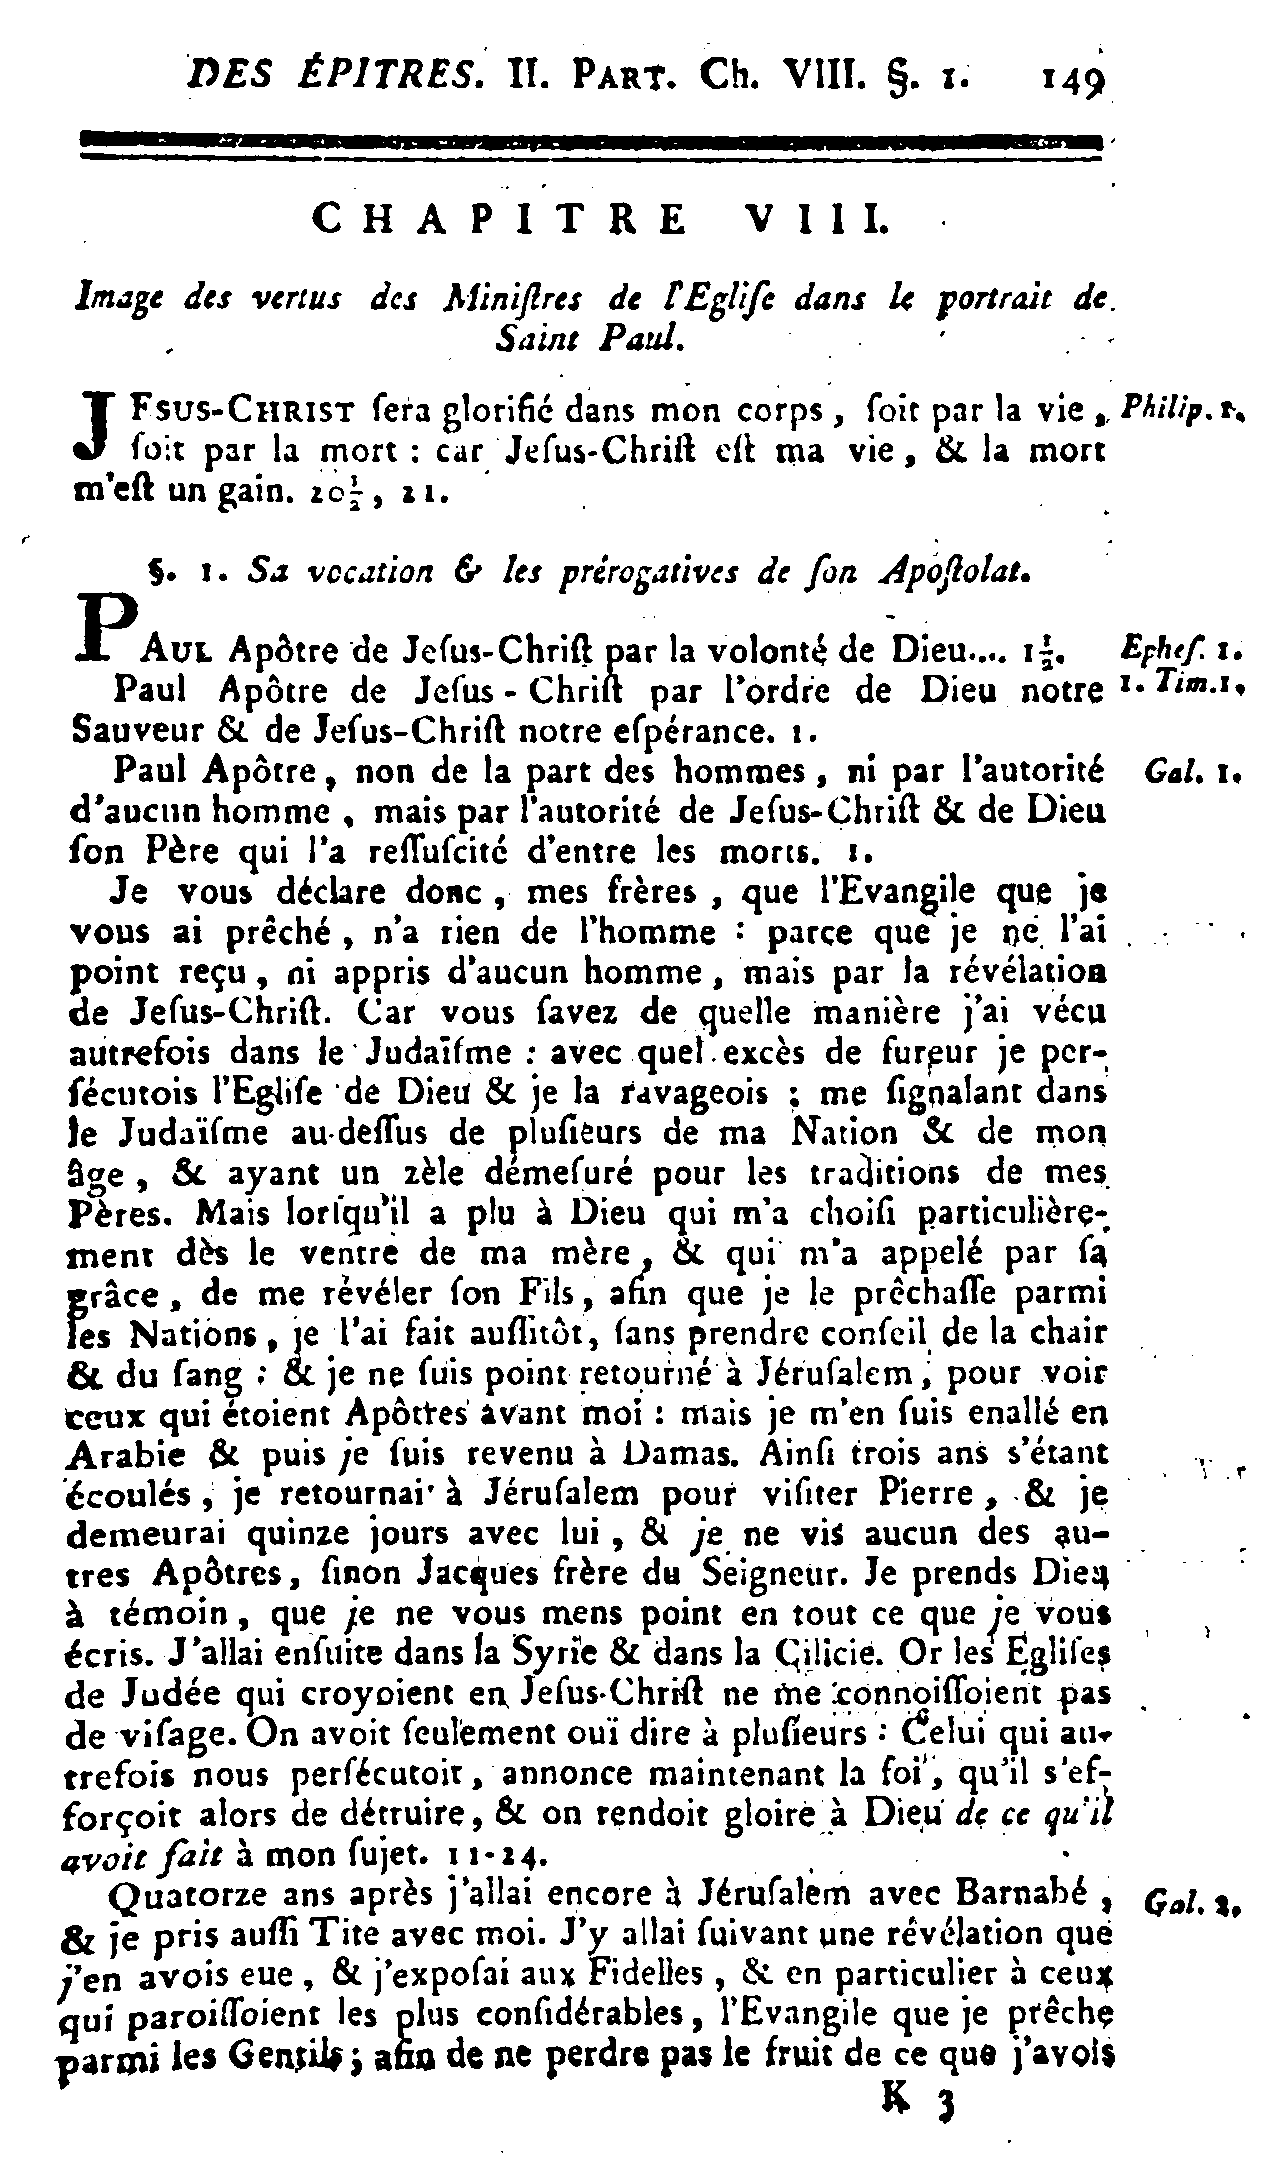 DES ÉPITRES. II. PART. Ch. VIII. §. 1. 149
CHAPITRE VIII.
Image des vertus des Miniſtres de l'Egliſe dans le portrait de
Saint Paul.
JESUS-CHRIST ſera glorifié dans mon corps, ſoit par la vie, Philip. 1.
ſoit par la mort : car Jeſus-Chriſt eſt ma vie, & la mort
m'eſt un gain. 20½, 21.
§. 1. Sa vocation & les prérogatives de ſon Apoſtolat.
PAUL Apôtre de Jeſus-Chriſt par la volonté de Dieu.... 1½. Epheſ. 1.
Paul Apôtre de Jeſus-Chriſt par l'ordre de Dieu notre 1. Tim. 1.
Sauveur & de Jeſus-Chriſt notre eſpérance. 1.
Paul Apôtre, non de la part des hommes, ni par l'autorité Gal. 1.
d'aucun homme, mais par l'autorité de Jeſus-Chriſt & de Dieu
ſon Père qui l'a reſſuſcité d'entre les morts. 1.
Je vous déclare donc, mes frères, que l'Evangile que je
vous ai prêché, n'a rien de l'homme : parce que je ne l'ai
point reçu, ni appris d'aucun homme, mais par la révélation
de Jeſus-Chriſt. Car vous ſavez de quelle manière j'ai vécu
autrefois dans le Judaïſme : avec quel excès de fureur je per-
ſécutois l'Egliſe de Dieu & je la ravageois ; me ſignalant dans
le Judaïſme au-deſſus de pluſieurs de ma Nation & de mon
âge, & ayant un zèle démeſuré pour les traditions de mes
Pères. Mais lorſqu'il a plu à Dieu qui m'a choiſi particulière-
ment dès le ventre de ma mère, & qui m'a appelé par ſa
grâce, de me révéler ſon Fils, afin que je le prêchaſſe parmi
les Nations, je l'ai fait auſſitôt, ſans prendre conſeil de la chair
& du ſang ; & je ne ſuis point retourné à Jéruſalem, pour voir
ceux qui étoient Apôtres avant moi : mais je m'en ſuis enallé en
Arabie & puis je ſuis revenu à Damas. Ainſi trois ans s'étant
écoulés, je retournai à Jéruſalem pour viſiter Pierre, & je
demeurai quinze jours avec lui, & je ne vis aucun des au-
tres Apôtres, ſinon Jacques frère du Seigneur. Je prends Dieu
à témoin, que je ne vous mens point en tout ce que je vous
écris. J'allai enſuite dans la Syrie & dans la Cilicie. Or les Egliſes
de Judée qui croyoient en Jeſus-Chriſt ne me connoiſſoient pas
de viſage. On avoit ſeulement ouï dire à pluſieurs : Celui qui au-
trefois nous perſécutoit, annonce maintenant la foi, qu'il s'ef-
forçoit alors de détruire, & on rendoit gloire à Dieu de ce qu'il
avoit fait à mon ſujet. 11-24.
Quatorze ans après j'allai encore à Jéruſalem avec Barnabé, Gal. 2.
& je pris auſſi Tite avec moi. J'y allai ſuivant une révélation que
j'en avois eue, & j'expoſai aux Fidelles, & en particulier à ceux
qui paroiſſoient les plus conſidérables, l'Evangile que je prêche
parmi les Gentils ; afin de ne perdre pas le fruit de ce que j'avois
K 3